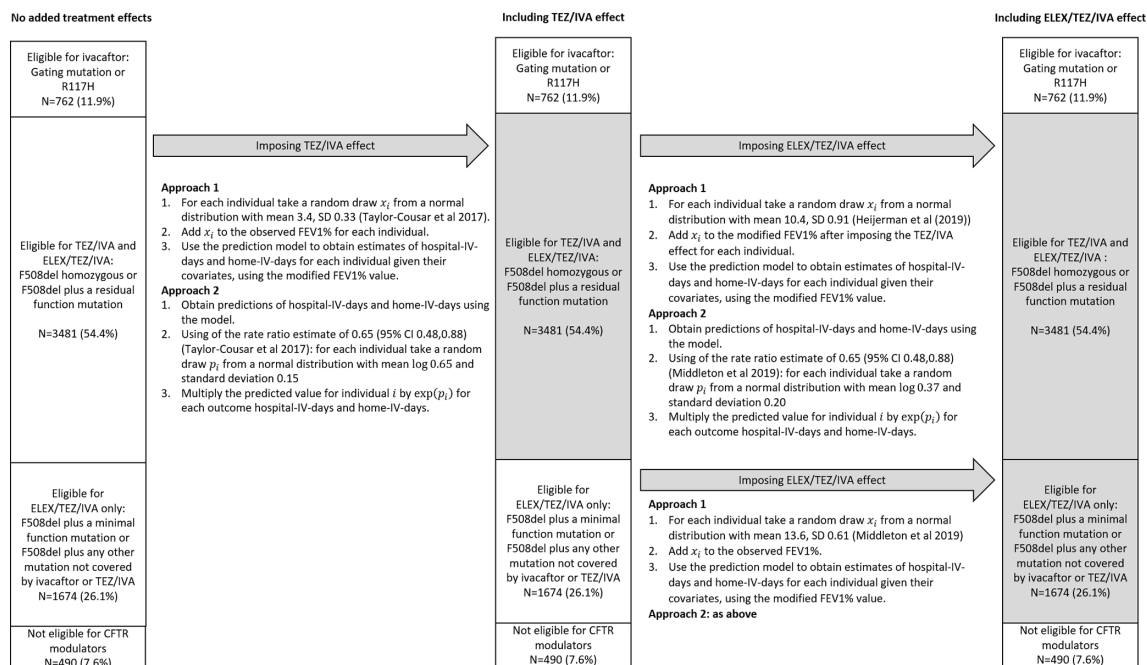 No added treatment effects
Including TEZ/IVA effect
Including ELEX/TEZ/IVA effect
Eligible for ivacaftor:
Gating mutation or
R117H
N=762 (11.9%)
Eligible for TEZ/IVA and
ELEX/TEZ/IVA:
F508del homozygous or
F508del plus a residual
function mutation
N=3481 (54.4%)
Eligible for
ELEX/TEZ/IVA only:
F508del plus a minimal
function mutation or
F508del plus any other
mutation not covered
by ivacaftor or TEZ/IVA
N=1674 (26.1%)
Not eligible for CFTR
modulators
N=490 (7.6%)
Imposing TEZ/IVA effect
Approach 1
1. For each individual take a random draw xᵢ from a normal
distribution with mean 3.4, SD 0.33 (Taylor-Cousar et al 2017).
2. Add xᵢ to the observed FEV1% for each individual.
3. Use the prediction model to obtain estimates of hospital-IV-
days and home-IV-days for each individual given their
covariates, using the modified FEV1% value.
Approach 2
1. Obtain predictions of hospital-IV-days and home-IV-days using
the model.
2. Using of the rate ratio estimate of 0.65 (95% CI 0.48,0.88)
(Taylor-Cousar et al 2017): for each individual take a random
draw pᵢ from a normal distribution with mean log 0.65 and
standard deviation 0.15
3. Multiply the predicted value for individual i by exp(pᵢ) for
each outcome hospital-IV-days and home-IV-days.
Eligible for ivacaftor:
Gating mutation or
R117H
N=762 (11.9%)
Eligible for TEZ/IVA and
ELEX/TEZ/IVA:
F508del homozygous or
F508del plus a residual
function mutation
N=3481 (54.4%)
Eligible for
ELEX/TEZ/IVA only:
F508del plus a minimal
function mutation or
F508del plus any other
mutation not covered
by ivacaftor or TEZ/IVA
N=1674 (26.1%)
Not eligible for CFTR
modulators
N=490 (7.6%)
Imposing ELEX/TEZ/IVA effect
Approach 1
1. For each individual take a random draw xᵢ from a normal
distribution with mean 10.4, SD 0.91 (Heijerman et al (2019))
2. Add xᵢ to the modified FEV1% after imposing the TEZ/IVA
effect for each individual.
3. Use the prediction model to obtain estimates of hospital-IV-
days and home-IV-days for each individual given their
covariates, using the modified FEV1% value.
Approach 2
1. Obtain predictions of hospital-IV-days and home-IV-days using
the model.
2. Using of the rate ratio estimate of 0.65 (95% CI 0.48,0.88)
(Middleton et al 2019): for each individual take a random
draw pᵢ from a normal distribution with mean log 0.37 and
standard deviation 0.20
3. Multiply the predicted value for individual i by exp(pᵢ) for
each outcome hospital-IV-days and home-IV-days.
Imposing ELEX/TEZ/IVA effect
Approach 1
1. For each individual take a random draw xᵢ from a normal
distribution with mean 13.6, SD 0.61 (Middleton et al 2019)
2. Add xᵢ to the observed FEV1%.
3. Use the prediction model to obtain estimates of hospital-IV-
days and home-IV-days for each individual given their
covariates, using the modified FEV1% value.
Approach 2: as above
Eligible for ivacaftor:
Gating mutation or
R117H
N=762 (11.9%)
Eligible for TEZ/IVA and
ELEX/TEZ/IVA :
F508del homozygous or
F508del plus a residual
function mutation
N=3481 (54.4%)
Eligible for
ELEX/TEZ/IVA only:
F508del plus a minimal
function mutation or
F508del plus any other
mutation not covered
by ivacaftor or TEZ/IVA
N=1674 (26.1%)
Not eligible for CFTR
modulators
N=490 (7.6%)